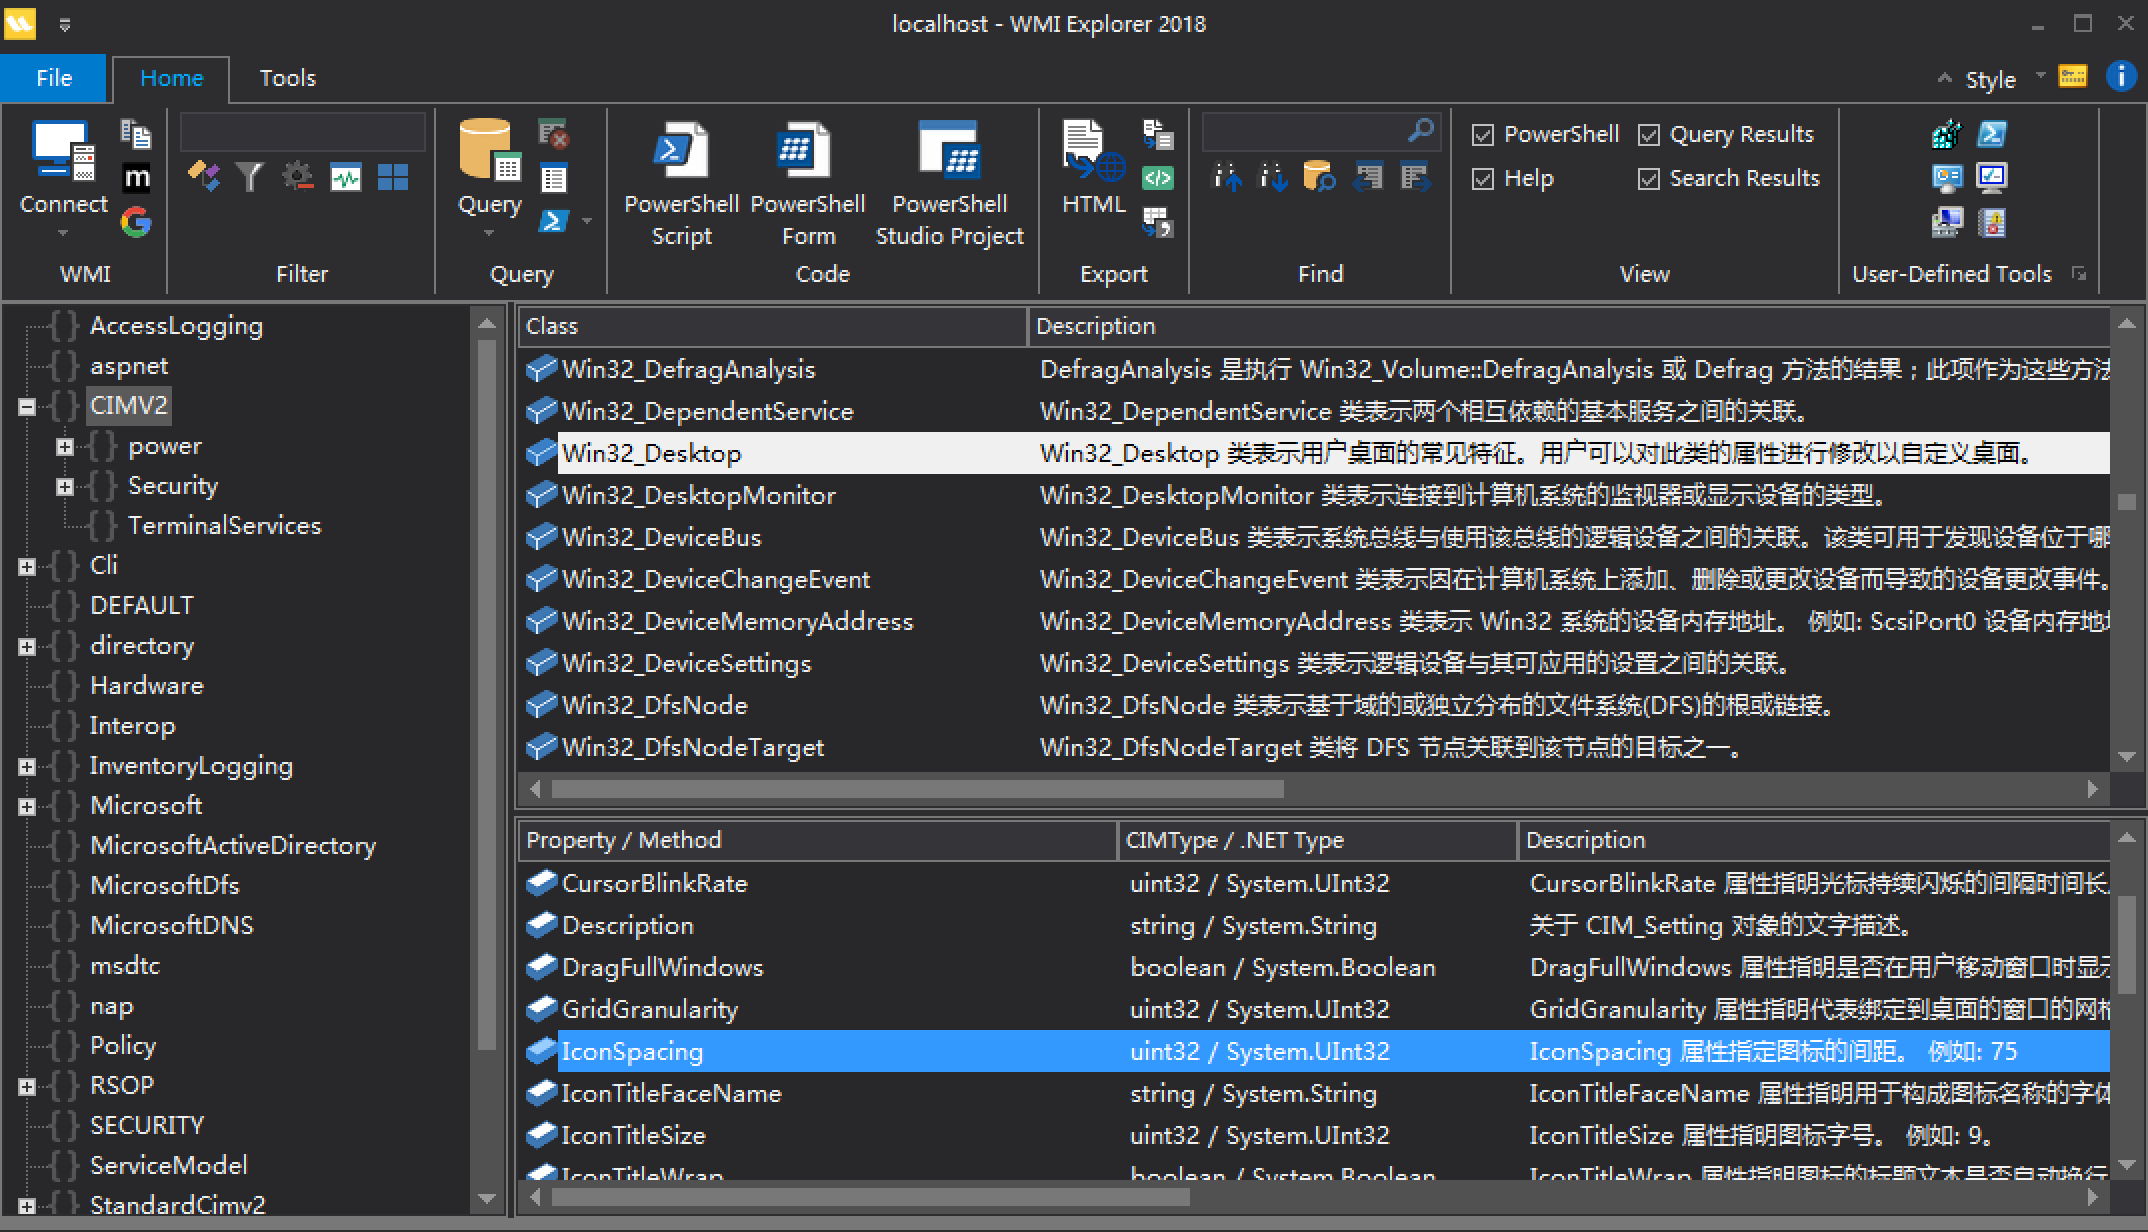 localhost - WMI Explorer 2018
File
Home
Tools
Style
Connect
WMI
Filter
Query
Query
PowerShell
Script
PowerShell
Form
PowerShell
Studio Project
Code
HTML
Export
Find
PowerShell
Query Results
Help
Search Results
View
User-Defined Tools
AccessLogging
aspnet
CIMV2
power
Security
TerminalServices
Cli
DEFAULT
directory
Hardware
Interop
InventoryLogging
Microsoft
MicrosoftActiveDirectory
MicrosoftDfs
MicrosoftDNS
msdtc
nap
Policy
RSOP
SECURITY
ServiceModel
StandardCimv2
Class Description
Win32_DefragAnalysis DefragAnalysis 是执行 Win32_Volume::DefragAnalysis 或 Defrag 方法的结果；此项作为这些方法
Win32_DependentService Win32_DependentService 类表示两个相互依赖的基本服务之间的关联。
Win32_Desktop Win32_Desktop 类表示用户桌面的常见特征。用户可以对此类的属性进行修改以自定义桌面。
Win32_DesktopMonitor Win32_DesktopMonitor 类表示连接到计算机系统的监视器或显示设备的类型。
Win32_DeviceBus Win32_DeviceBus 类表示系统总线与使用该总线的逻辑设备之间的关联。该类可用于发现设备位于哪
Win32_DeviceChangeEvent Win32_DeviceChangeEvent 类表示因在计算机系统上添加、删除或更改设备而导致的设备更改事件。
Win32_DeviceMemoryAddress Win32_DeviceMemoryAddress 类表示 Win32 系统的设备内存地址。 例如: ScsiPort0 设备内存地
Win32_DeviceSettings Win32_DeviceSettings 类表示逻辑设备与其可应用的设置之间的关联。
Win32_DfsNode Win32_DfsNode 类表示基于域的或独立分布的文件系统(DFS)的根或链接。
Win32_DfsNodeTarget Win32_DfsNodeTarget 类将 DFS 节点关联到该节点的目标之一。
Property / Method CIMType / .NET Type Description
CursorBlinkRate uint32 / System.UInt32 CursorBlinkRate 属性指明光标持续闪烁的间隔时间长
Description string / System.String 关于 CIM_Setting 对象的文字描述。
DragFullWindows boolean / System.Boolean DragFullWindows 属性指明是否在用户移动窗口时显示
GridGranularity uint32 / System.UInt32 GridGranularity 属性指明代表绑定到桌面的窗口的网格
IconSpacing uint32 / System.UInt32 IconSpacing 属性指定图标的间距。 例如: 75
IconTitleFaceName string / System.String IconTitleFaceName 属性指明用于构成图标名称的字体
IconTitleSize uint32 / System.UInt32 IconTitleSize 属性指明图标字号。 例如: 9。
IconTitleWrap boolean / System.Boolean IconTitleWrap 属性指明图标的标题文本是否自动换行